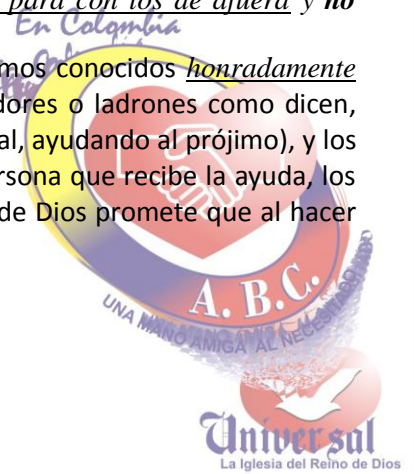 para con los de afuera y no
En Colombia
mos conocidos honradamente
dores o ladrones como dicen,
al, ayudando al prójimo), y los
ersona que recibe la ayuda, los
de Dios promete que al hacer
A. B. C.
UNA MANO AMIGA AL NECESITADO
Universal
La Iglesia del Reino de Dios